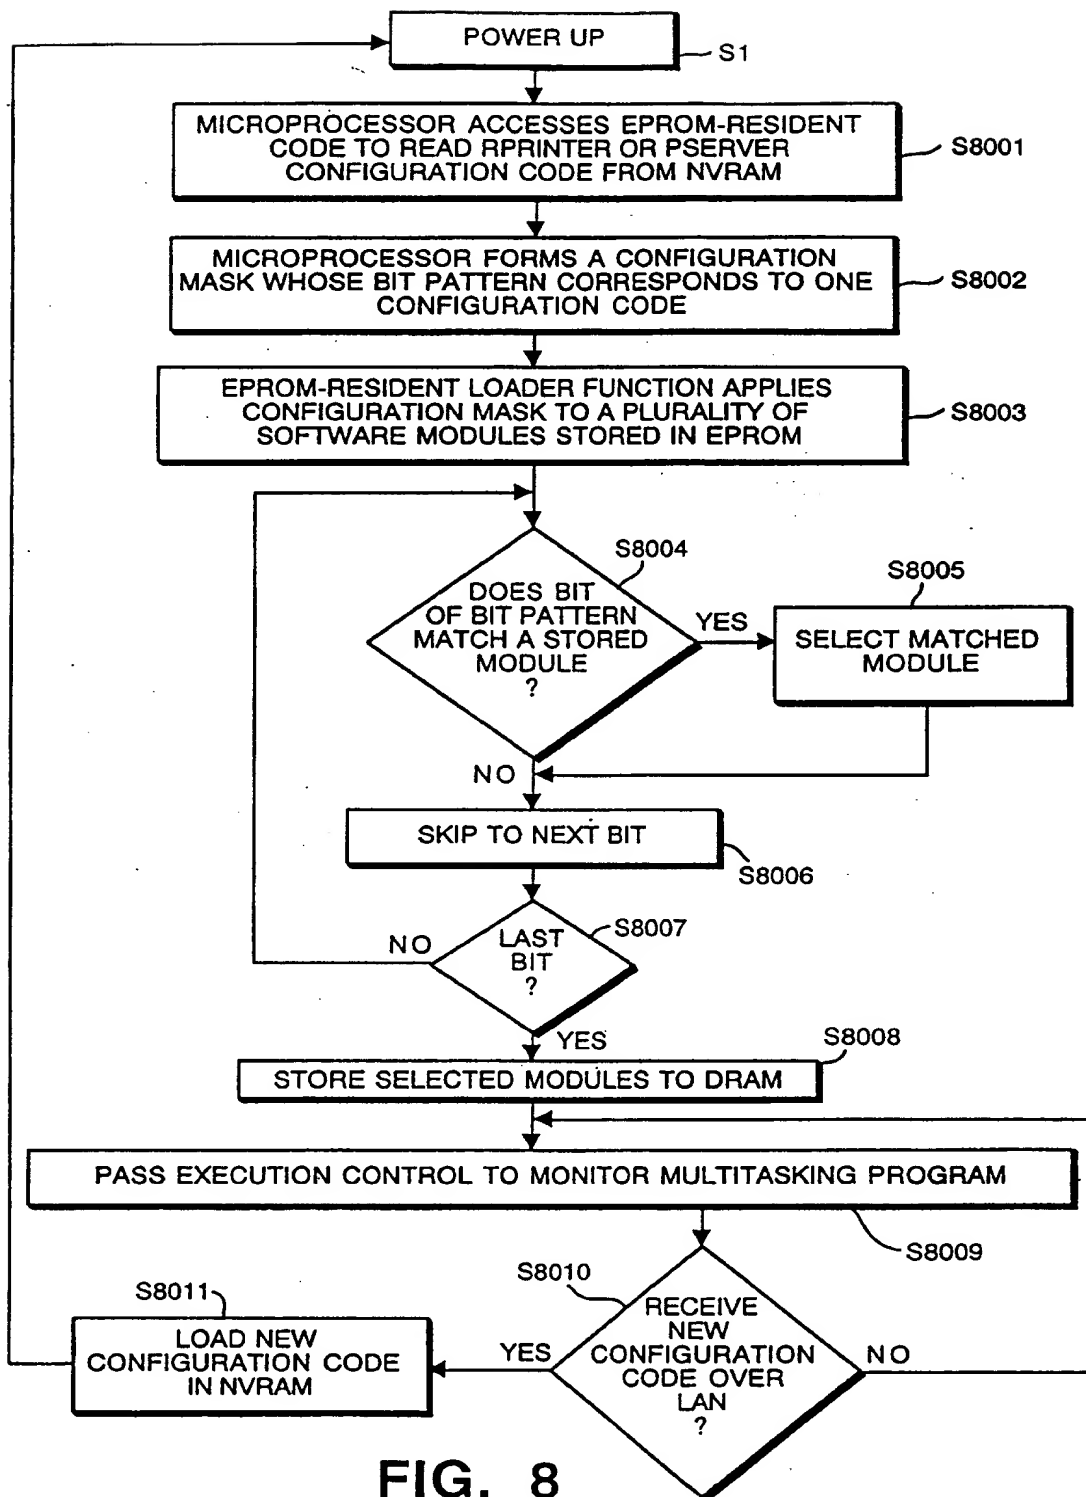 POWER UP
S1
MICROPROCESSOR ACCESSES EPROM-RESIDENT
CODE TO READ RPRINTER OR PSERVER
CONFIGURATION CODE FROM NVRAM
S8001
MICROPROCESSOR FORMS A CONFIGURATION
MASK WHOSE BIT PATTERN CORRESPONDS TO ONE
CONFIGURATION CODE
S8002
EPROM-RESIDENT LOADER FUNCTION APPLIES
CONFIGURATION MASK TO A PLURALITY OF
SOFTWARE MODULES STORED IN EPROM
S8003
S8004
DOES BIT
OF BIT PATTERN
MATCH A STORED
MODULE
?
YES
S8005
SELECT MATCHED
MODULE
NO
SKIP TO NEXT BIT
S8006
S8007
LAST
BIT
?
NO
YES
S8008
STORE SELECTED MODULES TO DRAM
PASS EXECUTION CONTROL TO MONITOR MULTITASKING PROGRAM
S8009
S8010
RECEIVE
NEW
CONFIGURATION
CODE OVER
LAN
?
YES
NO
S8011
LOAD NEW
CONFIGURATION CODE
IN NVRAM
FIG. 8